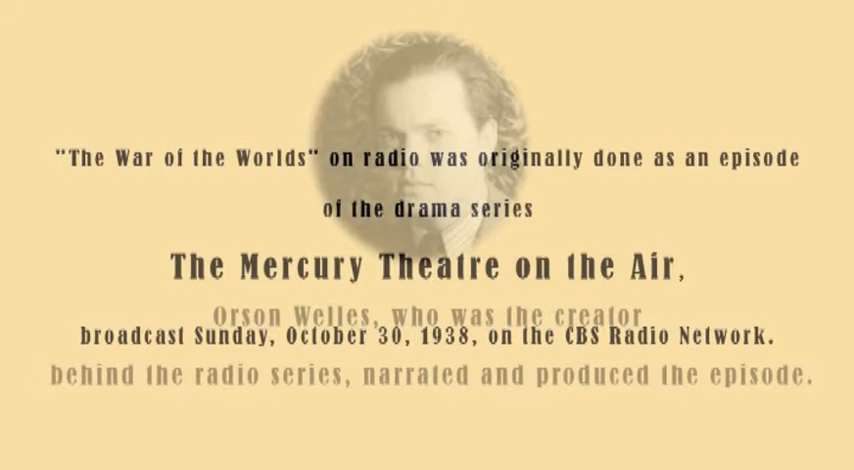 "The War of the Worlds" on radio was originally done as an episode
of the drama series
The Mercury Theatre on the Air,
Orson Welles, who was the creator
broadcast Sunday, October 30, 1938, on the CBS Radio Network.
behind the radio series, narrated and produced the episode.